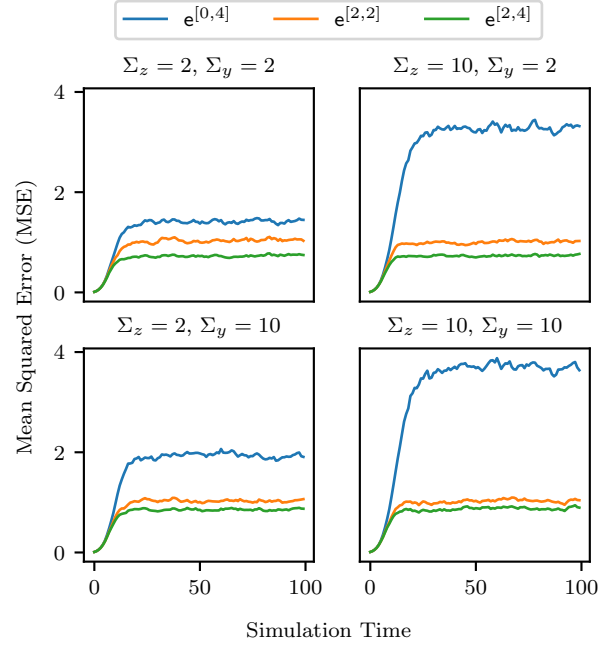 e^[0,4] e^[2,2] e^[2,4]
Σ_z = 2, Σ_y = 2 Σ_z = 10, Σ_y = 2
4
2
0
Σ_z = 2, Σ_y = 10 Σ_z = 10, Σ_y = 10
4
2
0
0 50 100 0 50 100
Mean Squared Error (MSE)
Simulation Time